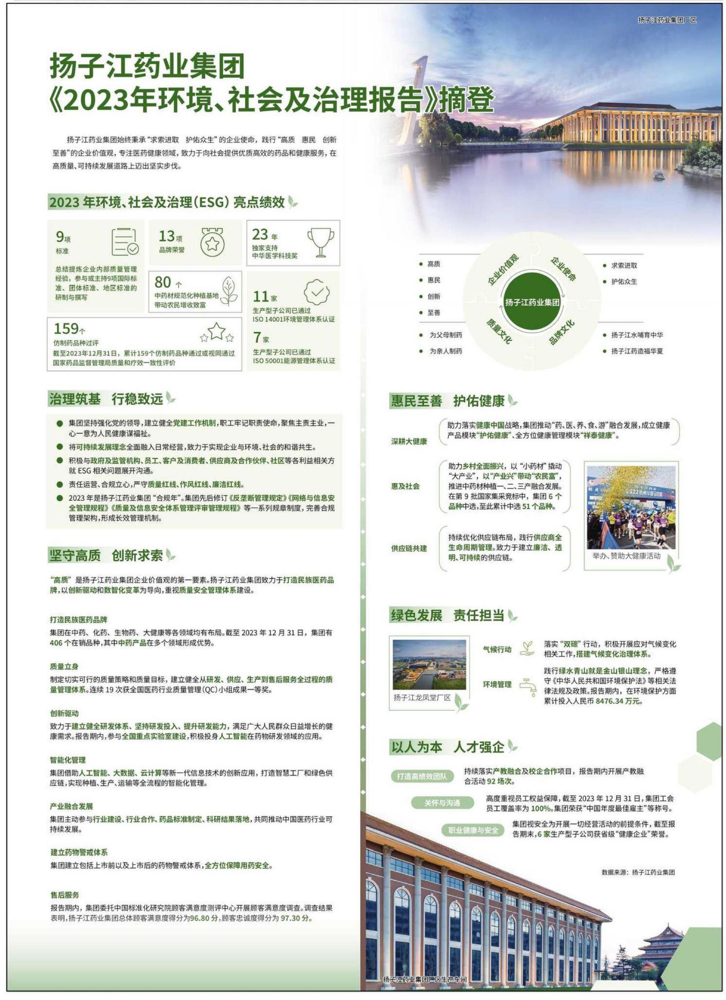 扬子江药业集团厂区
扬子江药业集团
《2023年环境、社会及治理报告》摘登
扬子江药业集团始终秉承“求索进取 护佑众生”的企业使命，践行“高质 惠民 创新
至善”的企业价值观，专注医药健康领域，致力于向社会提供优质高效的药品和健康服务，在
高质量、可持续发展道路上迈出坚实步伐。
2023 年环境、社会及治理（ESG）亮点绩效
9项
标准
总结提炼企业内部质量管理
经验，参与或主持9项国际标
准、团体标准、地区标准的
研制与撰写
13项
品牌荣誉
23 年
独家支持
中华医学科技奖
80 个
中药材规范化种植基地
带动农民增收致富
11家
生产型子公司已通过
ISO 14001环境管理体系认证
7家
生产型子公司已通过
ISO 50001能源管理体系认证
159个
仿制药品种过评
截至2023年12月31日，累计159个仿制药品种通过或视同通过
国家药品监督管理局质量和疗效一致性评价
企业价值观
高质
惠民
创新
至善
企业使命
求索进取
护佑众生
扬子江药业集团
质量文化
为父母制药
为亲人制药
品牌文化
扬子江水哺育中华
扬子江药造福华夏
治理筑基 行稳致远
集团坚持强化党的领导，建立健全党建工作机制，职工牢记职责使命，聚焦主责主业，一
心一意为人民健康谋福祉。
将可持续发展理念全面融入日常经营，致力于实现企业与环境、社会的和谐共生。
积极与政府及监管机构、员工、客户及消费者、供应商及合作伙伴、社区等各利益相关方
就 ESG 相关问题展开沟通。
责任运营、合规立心，严守质量红线、作风红线、廉洁红线。
2023 年是扬子江药业集团“合规年”。集团先后修订《反垄断管理规定》《网络与信息安
全管理规程》《质量及信息安全体系管理评审管理规程》等一系列规章制度，完善合规
管理架构，形成长效管理机制。
坚守高质 创新求索
“高质”是扬子江药业集团企业价值观的第一要素。扬子江药业集团致力于打造民族医药品
牌，以创新驱动和数智化变革为导向，重视质量安全管理体系建设。
打造民族医药品牌
集团在中药、化药、生物药、大健康等各领域均有布局。截至 2023 年 12 月 31 日，集团有
406 个在销品种，其中中药产品在多个领域形成优势。
质量立身
制定切实可行的质量策略和质量目标，建立健全从研发、供应、生产到售后服务全过程的质
量管理体系。连续 19 次获全国医药行业质量管理（QC）小组成果一等奖。
创新驱动
致力于建立健全研发体系、坚持研发投入、提升研发能力，满足广大人民群众日益增长的健
康需求。报告期内，参与全国重点实验室建设，积极投身人工智能在药物研发领域的应用。
智能化管理
集团借助人工智能、大数据、云计算等新一代信息技术的创新应用，打造智慧工厂和绿色供
应链，实现种植、生产、运输等全流程的智能化管理。
产业融合发展
集团主动参与行业建设、行业合作、药品标准制定、科研结果落地，共同推动中国医药行业可
持续发展。
建立药物警戒体系
集团建立包括上市前以及上市后的药物警戒体系，全方位保障用药安全。
售后服务
报告期内，集团委托中国标准化研究院顾客满意度测评中心开展顾客满意度调查。调查结果
表明，扬子江药业集团总体顾客满意度得分为96.80 分，顾客忠诚度得分为 97.30 分。
惠民至善 护佑健康
深耕大健康
助力落实健康中国战略，集团推动“药、医、养、食、游”融合发展，成立健康
产品模块“护佑健康”、全方位健康管理模块“祥泰健康”。
惠及社会
助力乡村全面振兴，以“小药材”撬动
“大产业”，以“产业兴”带动“农民富”，
推进中药材种植一、二、三产融合发展。
在第 9 批国家集采竞标中，集团 6 个
品种中选，至此累计中选 51 个品种。
供应链共建
持续优化供应链布局，践行供应商全
生命周期管理。致力于建立廉洁、透
明、可持续的供应链。
举办、赞助大健康活动
绿色发展 责任担当
扬子江龙凤堂厂区
气候行动
落实“双碳”行动，积极开展应对气候变化
相关工作，搭建气候变化治理体系。
环境管理
践行绿水青山就是金山银山理念，严格遵
守《中华人民共和国环境保护法》等相关法
律法规及政策。报告期内，在环境保护方面
累计投入人民币 8476.34 万元。
以人为本 人才强企
打造高绩效团队
持续落实产教融合及校企合作项目，报告期内开展产教融
合活动 92 场次。
关怀与沟通
高度重视员工权益保障，截至 2023 年 12 月 31 日，集团工会
员工覆盖率为 100%。集团荣获“中国年度最佳雇主”等称号。
职业健康与安全
集团视安全为开展一切经营活动的前提条件，截至报
告期末，6 家生产型子公司获省级“健康企业”荣誉。
数据来源：扬子江药业集团
扬子江药业集团厂区生产车间